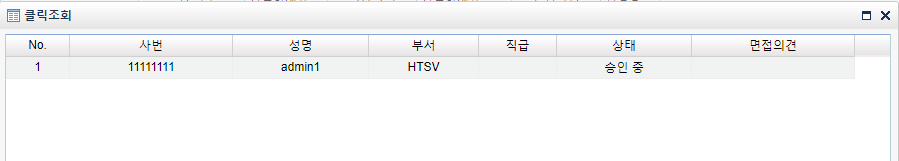 클릭조회
No. 사번 성명 부서 직급 상태 면접의견
1 11111111 admin1 HTSV 승인 중